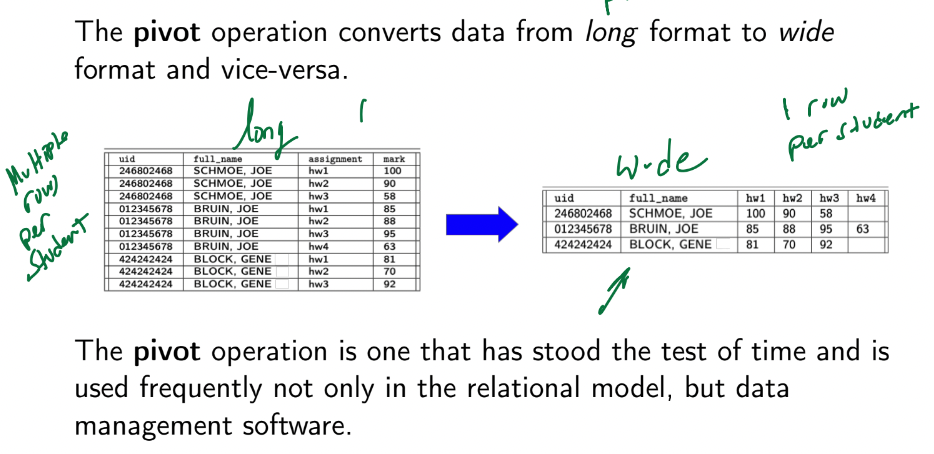 The pivot operation converts data from long format to wide
format and vice-versa.
long
1 row
per student
wide
Multiple
rows
per
student
uid full_name assignment mark
246802468 SCHMOE, JOE hw1 100
246802468 SCHMOE, JOE hw2 90
246802468 SCHMOE, JOE hw3 58
012345678 BRUIN, JOE hw1 85
012345678 BRUIN, JOE hw2 88
012345678 BRUIN, JOE hw3 95
012345678 BRUIN, JOE hw4 63
424242424 BLOCK, GENE hw1 81
424242424 BLOCK, GENE hw2 70
424242424 BLOCK, GENE hw3 92
uid full_name hw1 hw2 hw3 hw4
246802468 SCHMOE, JOE 100 90 58
012345678 BRUIN, JOE 85 88 95 63
424242424 BLOCK, GENE 81 70 92
The pivot operation is one that has stood the test of time and is
used frequently not only in the relational model, but data
management software.